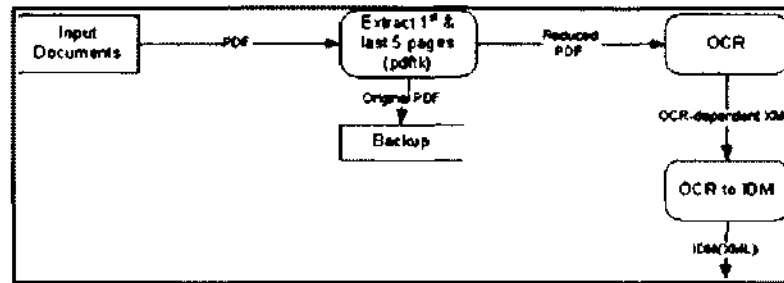 Input
Documents
PDF
Extract 1st &
last 5 pages
(pdftk)
Reduced
PDF
OCR
Original PDF
Backup
OCR-dependent XM
OCR to IDM
IDM(XML)